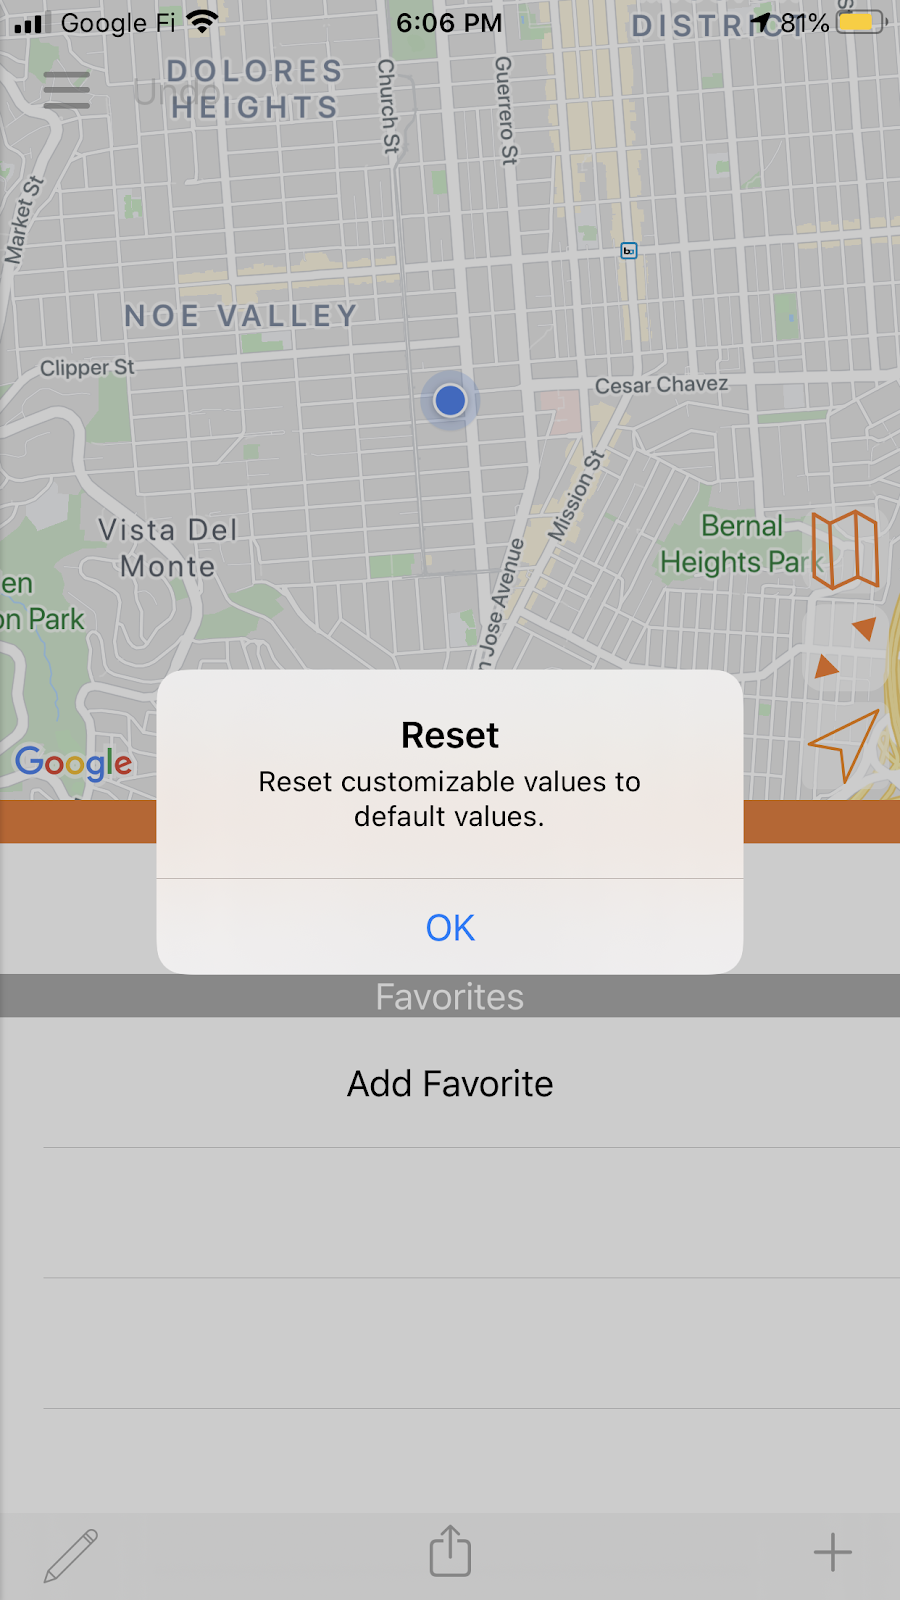 Google Fi
6:06 PM
81%
DISTRICT
Undo
DOLORES
HEIGHTS
Church St
Guerrero St
Market St
NOE VALLEY
Clipper St
Cesar Chavez
Mission St
Vista Del
Monte
Bernal
Heights Park
en
on Park
n Jose Avenue
Google
Reset
Reset customizable values to
default values.
OK
Favorites
Add Favorite